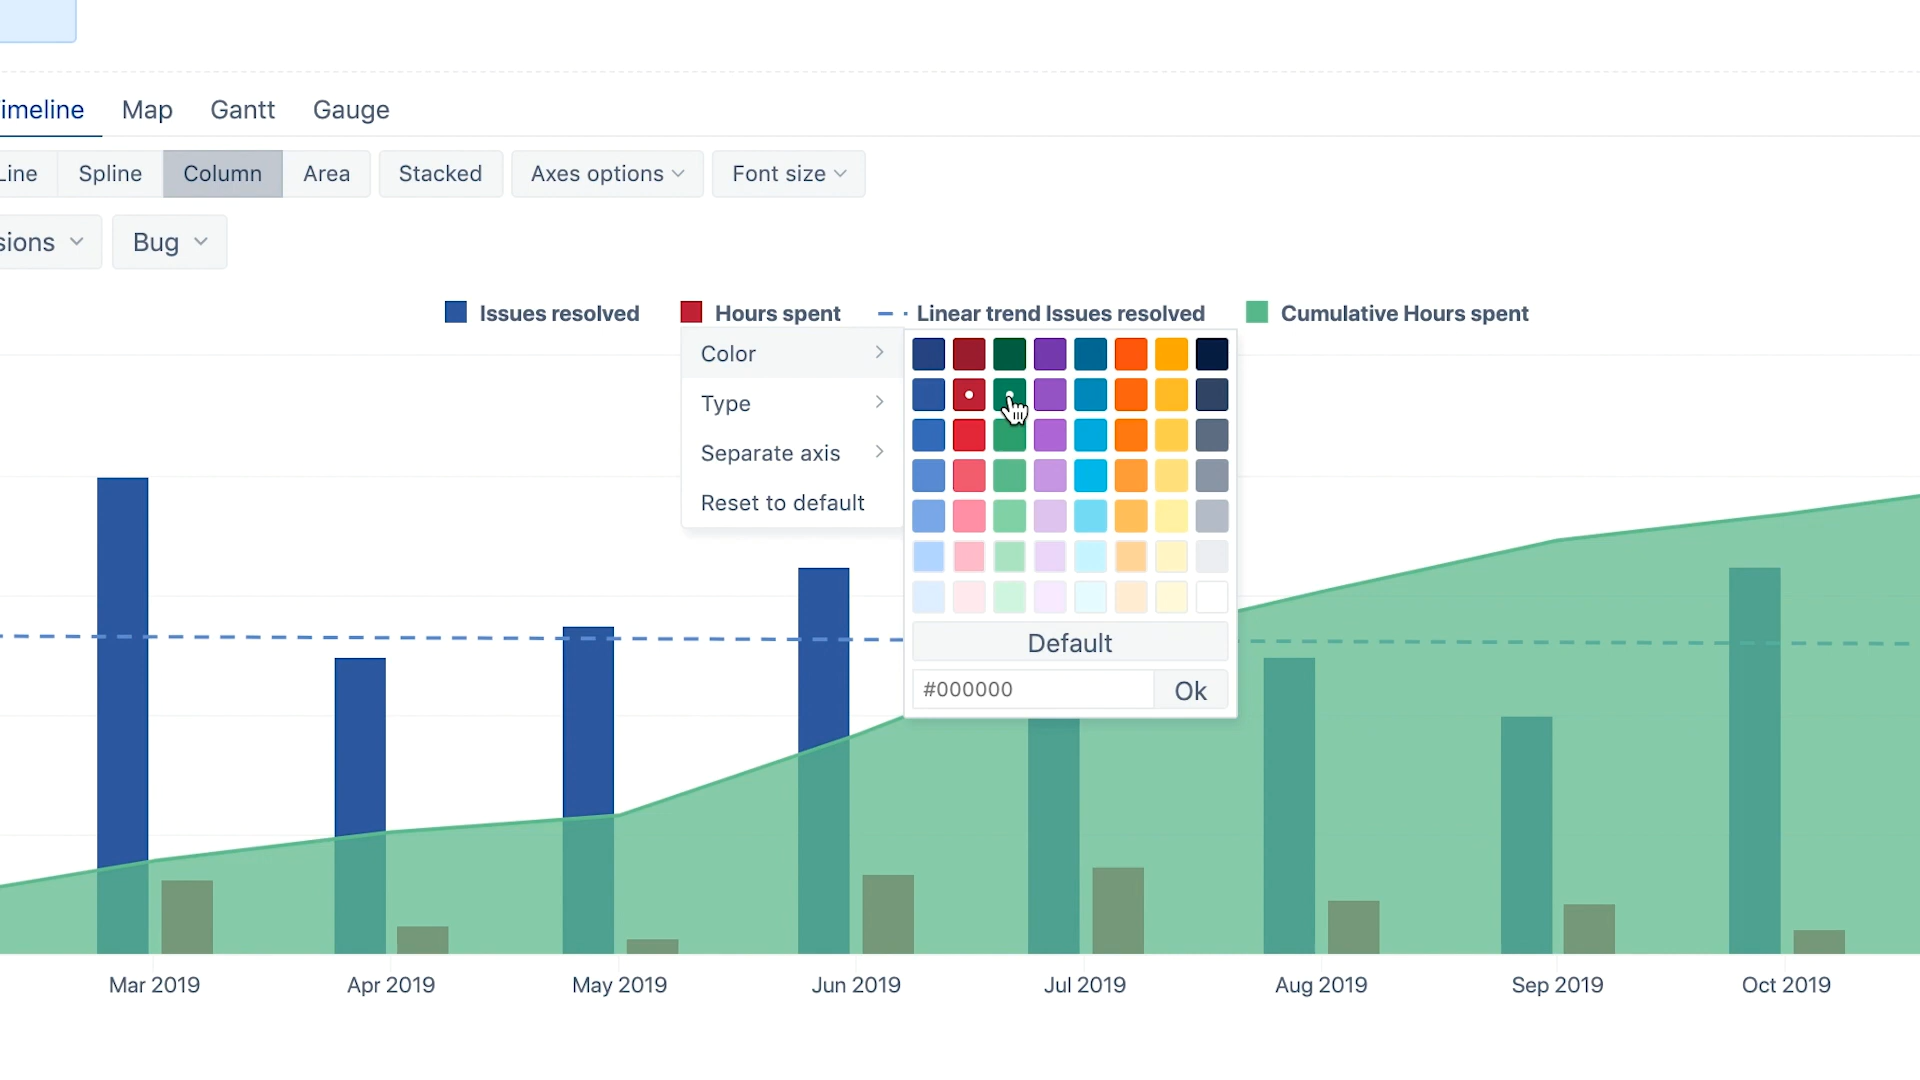 imeline Map Gantt Gauge
Line Spline Column Area Stacked Axes options Font size
sions Bug
Issues resolved Hours spent Linear trend Issues resolved Cumulative Hours spent
Color
Type
Separate axis
Reset to default
Default
#000000 Ok
Mar 2019 Apr 2019 May 2019 Jun 2019 Jul 2019 Aug 2019 Sep 2019 Oct 2019